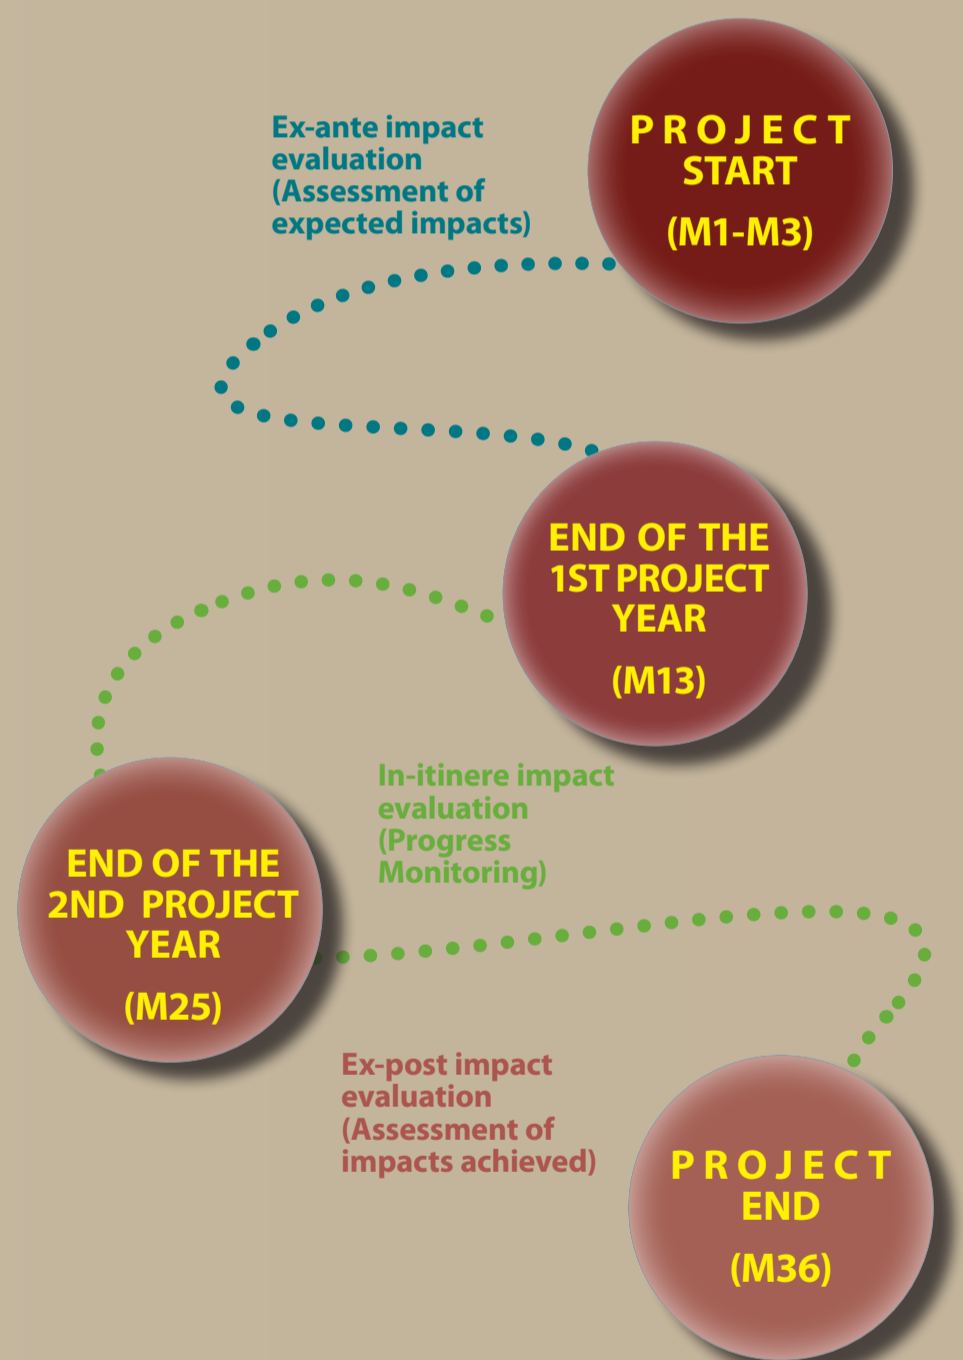 Ex-ante impact
evaluation
(Assessment of
expected impacts)
PROJECT
START
(M1-M3)
END OF THE
1ST PROJECT
YEAR
(M13)
In-itinere impact
evaluation
(Progress
Monitoring)
END OF THE
2ND PROJECT
YEAR
(M25)
Ex-post impact
evaluation
(Assessment of
impacts achieved)
PROJECT
END
(M36)